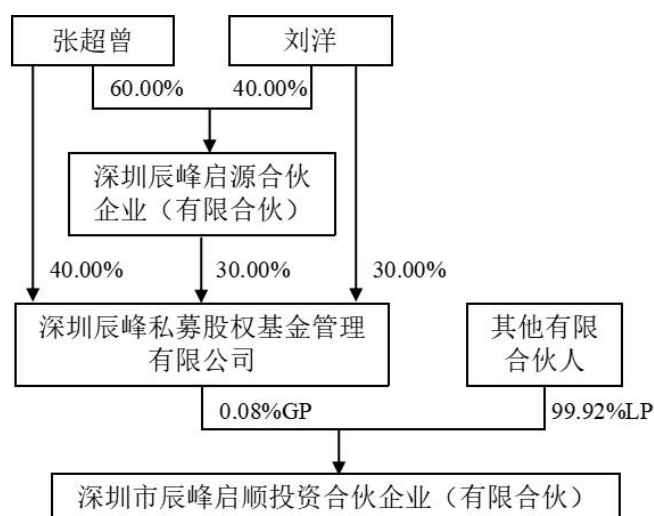 张超曾
刘洋
60.00%
40.00%
深圳辰峰启源合伙
企业（有限合伙）
40.00%
30.00%
30.00%
深圳辰峰私募股权基金管理
有限公司
其他有限
合伙人
0.08%GP
99.92%LP
深圳市辰峰启顺投资合伙企业（有限合伙）